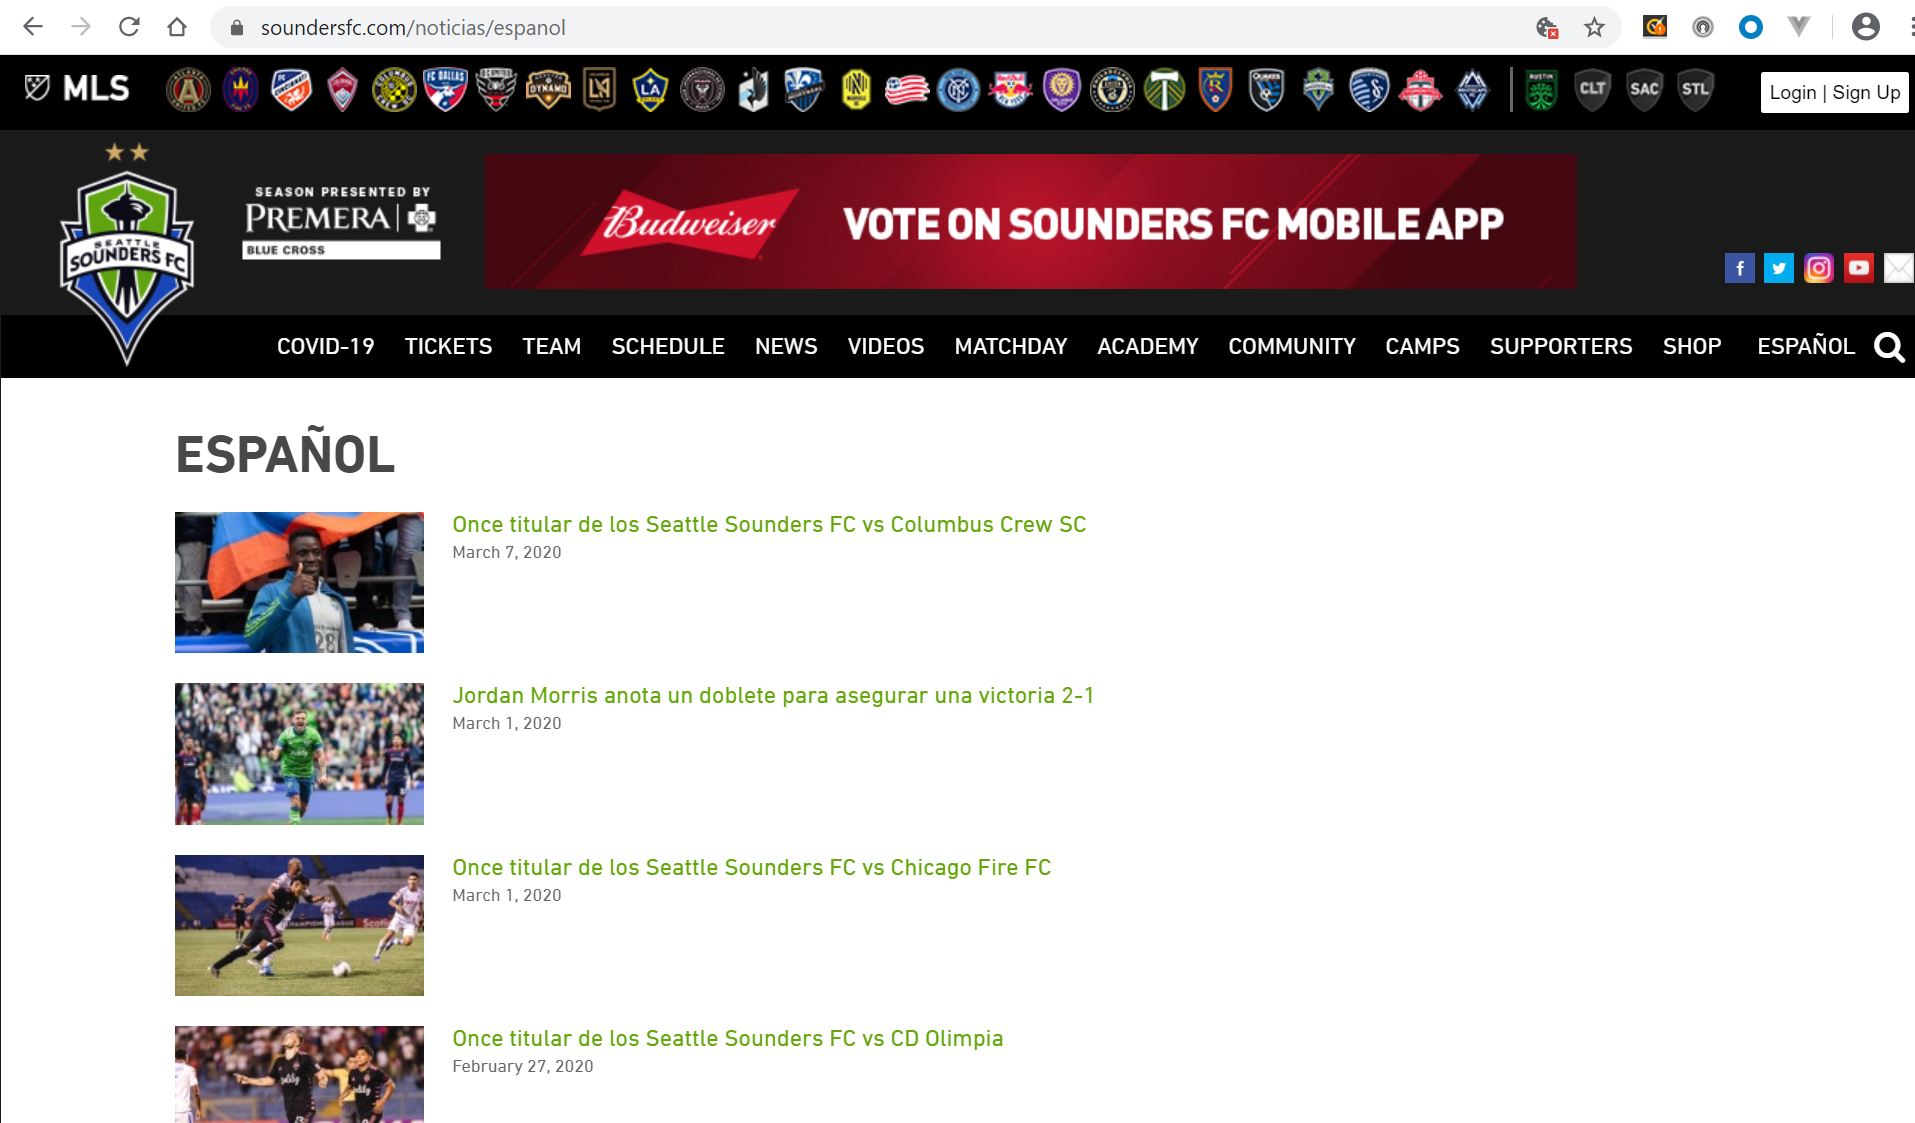 soundersfc.com/noticias/espanol
MLS
FC DALLAS
LA
AUSTIN
CLT
SAC
STL
Login | Sign Up
SEASON PRESENTED BY
PREMERA
BLUE CROSS
SEATTLE
SOUNDERS FC
Budweiser
VOTE ON SOUNDERS FC MOBILE APP
COVID-19 TICKETS TEAM SCHEDULE NEWS VIDEOS MATCHDAY ACADEMY COMMUNITY CAMPS SUPPORTERS SHOP ESPAÑOL
ESPAÑOL
Once titular de los Seattle Sounders FC vs Columbus Crew SC
March 7, 2020
28
Jordan Morris anota un doblete para asegurar una victoria 2-1
March 1, 2020
Once titular de los Seattle Sounders FC vs Chicago Fire FC
March 1, 2020
Once titular de los Seattle Sounders FC vs CD Olimpia
February 27, 2020